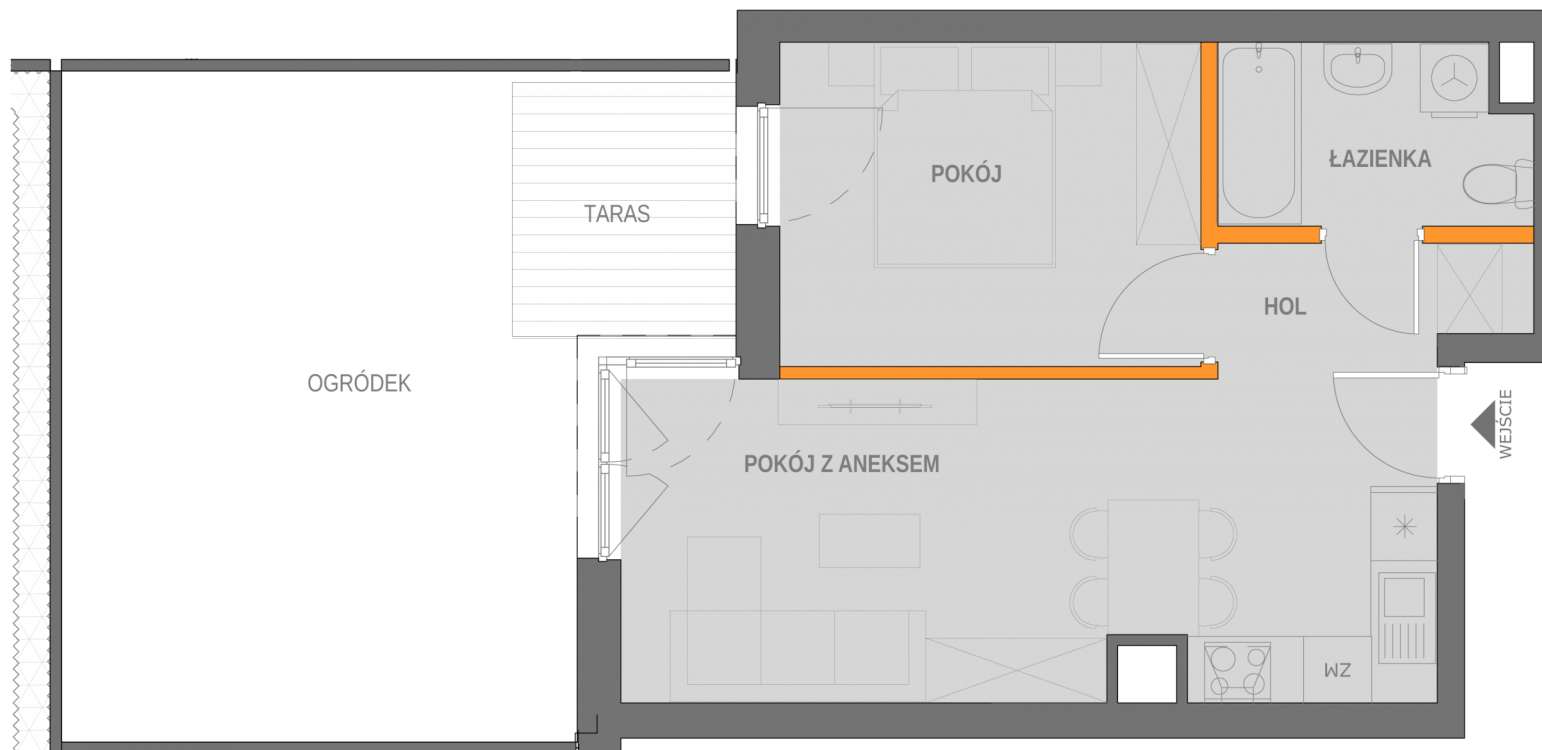 POKÓJ
ŁAZIENKA
TARAS
HOL
OGRÓDEK
WEJŚCIE
POKÓJ Z ANEKSEM
ZM